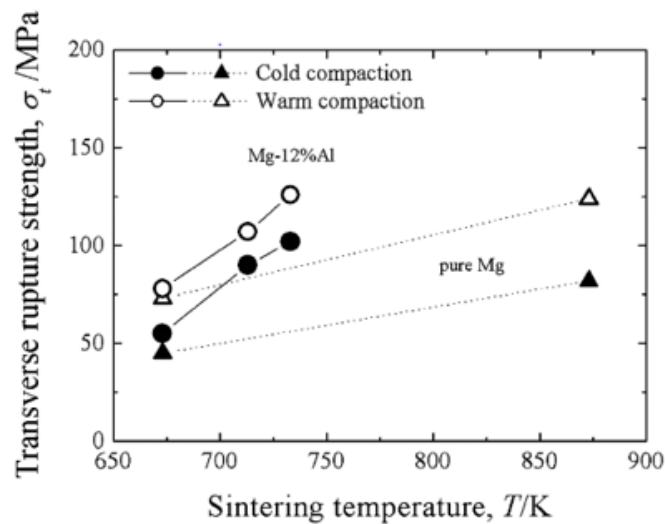 Transverse rupture strength, σt /MPa
200
150
100
50
0
Cold compaction
Warm compaction
Mg-12%Al
pure Mg
650 700 750 800 850 900
Sintering temperature, T/K